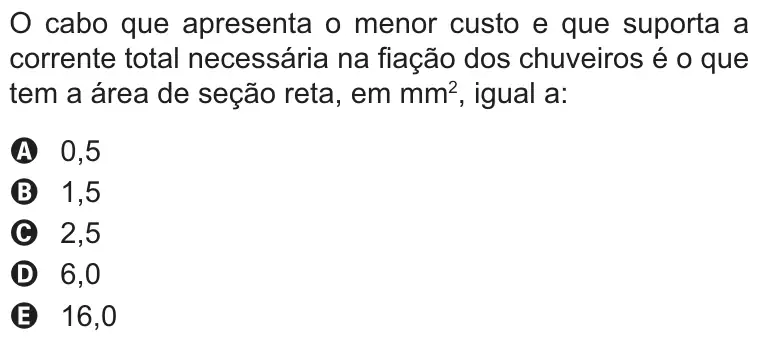 O cabo que apresenta o menor custo e que suporta a
corrente total necessária na fiação dos chuveiros é o que
tem a área de seção reta, em mm², igual a:
A 0,5
B 1,5
C 2,5
D 6,0
E 16,0